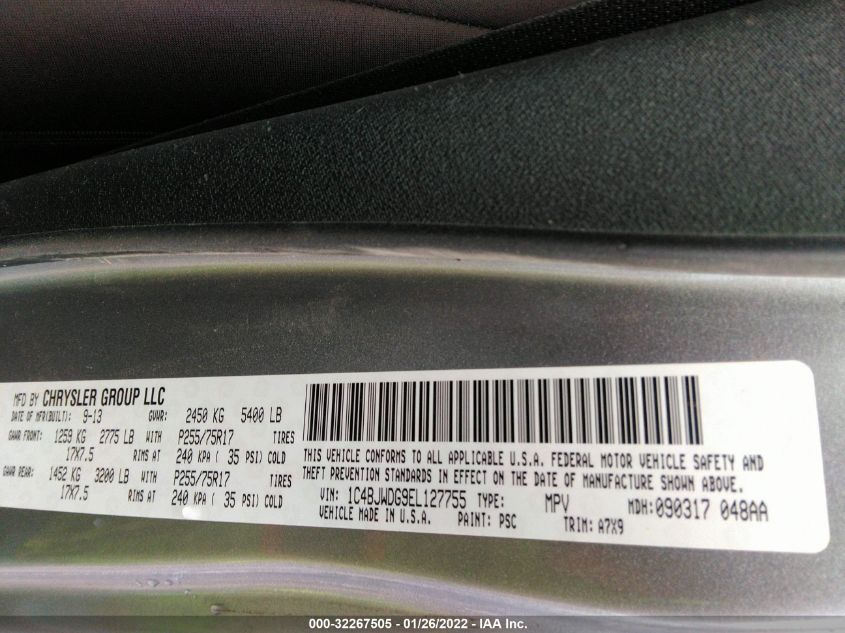 MFD BY CHRYSLER GROUP LLC
DATE OF MFR(BUILT): 9-13 GVWR: 2450 KG 5400 LB
GAWR FRONT: 1259 KG 2775 LB WITH P255/75R17 TIRES
17X7.5 RIMS AT 240 KPA ( 35 PSI) COLD
GAWR REAR: 1452 KG 3200 LB WITH P255/75R17 TIRES
17X7.5 RIMS AT 240 KPA ( 35 PSI) COLD
THIS VEHICLE CONFORMS TO ALL APPLICABLE U.S.A. FEDERAL MOTOR VEHICLE SAFETY AND
THEFT PREVENTION STANDARDS IN EFFECT ON THE DATE OF MANUFACTURE SHOWN ABOVE.
VIN: 1C4BJWDG9EL127755 TYPE: MPV MDH: 090317 048AA
VEHICLE MADE IN U.S.A. PAINT: PSC TRIM: A7X9
000-32267505 - 01/26/2022 - IAA Inc.